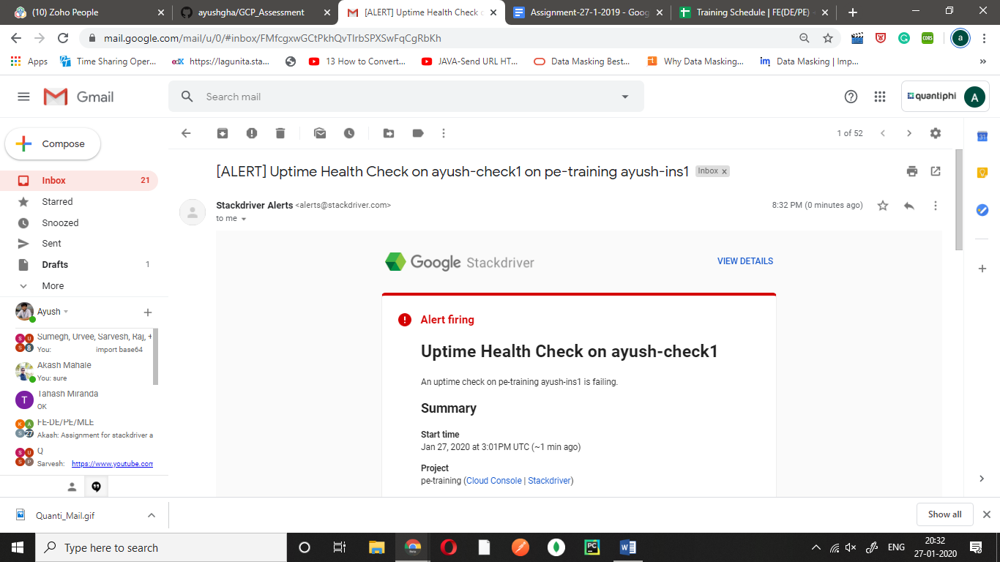 (10) Zoho People
ayushgha/GCP_Assessment
[ALERT] Uptime Health Check o
Assignment-27-1-2019 - Goog
Training Schedule | FE(DE/PE) -
mail.google.com/mail/u/0/#inbox/FMfcgxwGCtPkhQvTlrbSPXSwFqCgRbKh
CORS
a
Apps
Time Sharing Oper...
edX https://lagunita.sta...
13 How to Convert...
JAVA-Send URL HT...
Data Masking Best...
Why Data Masking...
im Data Masking | Imp...
»
Gmail
Search mail
quantiphi
A
Compose
1 of 52
31
Inbox 21
Starred
Snoozed
Sent
Drafts 1
More
[ALERT] Uptime Health Check on ayush-check1 on pe-training ayush-ins1 Inbox x
Stackdriver Alerts <alerts@stackdriver.com>
8:32 PM (0 minutes ago)
to me
Google Stackdriver
VIEW DETAILS
Alert firing
Uptime Health Check on ayush-check1
An uptime check on pe-training ayush-ins1 is failing.
Summary
Start time
Jan 27, 2020 at 3:01PM UTC (~1 min ago)
Project
pe-training (Cloud Console | Stackdriver)
Ayush
S U S 8
Sumegh, Urvee, Sarvesh, Raj, +
You: import base64
Akash Mahale
You: sure
T
Tahash Miranda
OK
K A S 27
FE-DE/PE/MLE
Akash: Assignment for stackdriver a
S U S P
Q
Sarvesh: https://www.youtube.com
Quanti_Mail.gif
Show all
Type here to search
PC
W
ENG
20:32
27-01-2020